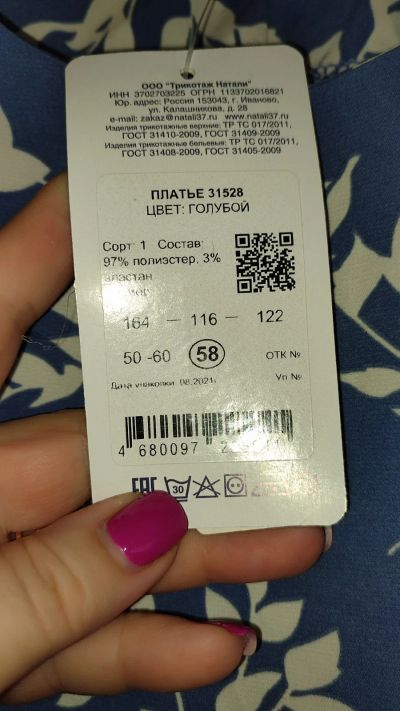 ООО "Трикотаж Натали"
ИНН 3702703225 ОГРН 1133702016821
Юр. адрес: Россия 153043, г. Иваново,
ул. Калашникова, д. 28
e-mail: zakaz@natali37.ru www.natali37.ru
Изделия трикотажные верхние: ТР ТС 017/2011,
ГОСТ 31410-2009, ГОСТ 31409-2009
Изделия трикотажные бельевые: ТР ТС 017/2011,
ГОСТ 31408-2009, ГОСТ 31405-2009
ПЛАТЬЕ 31528
ЦВЕТ: ГОЛУБОЙ
Сорт: 1 Состав:
97% полиэстер, 3%
эластан
164 — 116 — 122
50 -60 58 ОТК №
Дата упаковки 08.2021г Уп №
4 680097
EAC 30